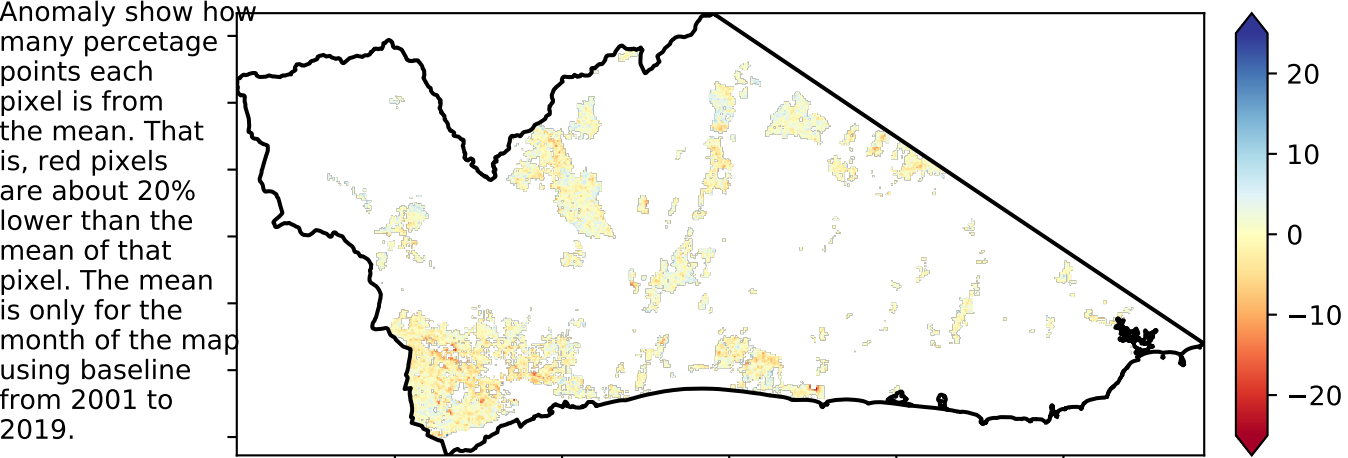 Anomaly show how
many percetage
points each
pixel is from
the mean. That
is, red pixels
are about 20%
lower than the
mean of that
pixel. The mean
is only for the
month of the map
using baseline
from 2001 to
2019.
20
10
0
−10
−20